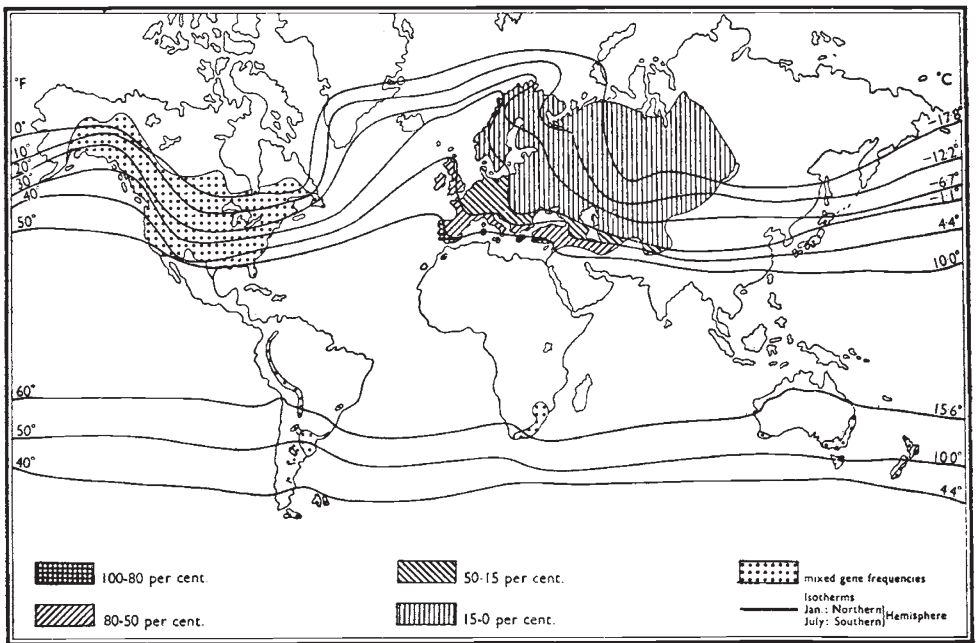 °F
°C
0°
10°
20°
30°
40°
50°
-17.8°
-12.2°
-6.7°
-1.1°
4.4°
10.0°
60°
50°
40°
15.6°
10.0°
4.4°
100-80 per cent.
80-50 per cent.
50-15 per cent.
15-0 per cent.
mixed gene frequencies
Isotherms
Jan.: Northern} Hemisphere
July: Southern}